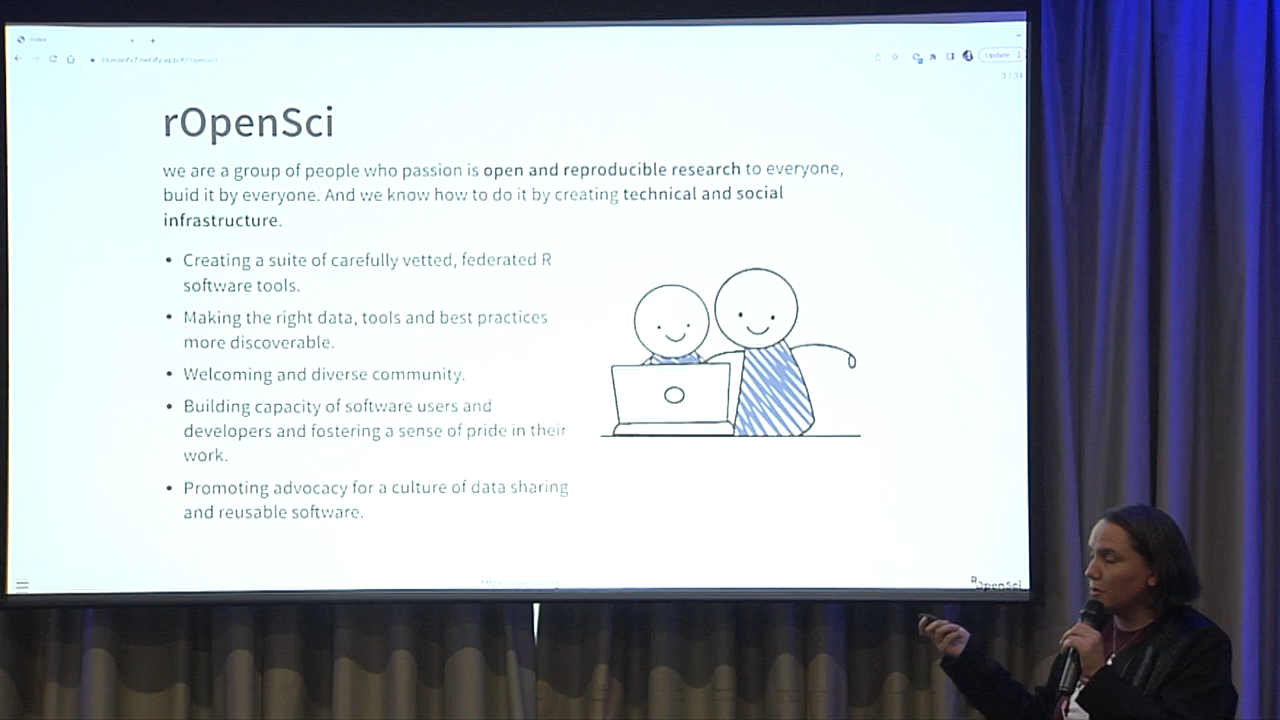 Index
Update
3 / 34
rOpenSci
we are a group of people who passion is open and reproducible research to everyone,
buid it by everyone. And we know how to do it by creating technical and social
infrastructure.
• Creating a suite of carefully vetted, federated R
software tools.
• Making the right data, tools and best practices
more discoverable.
• Welcoming and diverse community.
• Building capacity of software users and
developers and fostering a sense of pride in their
work.
• Promoting advocacy for a culture of data sharing
and reusable software.
rOpenSci